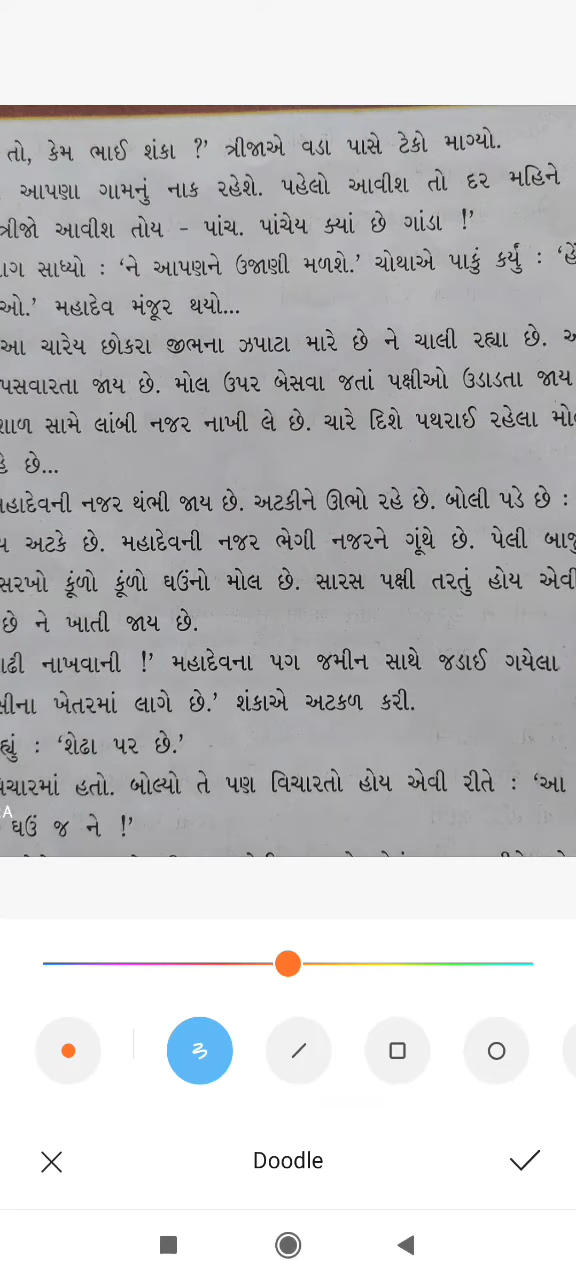 તો, કેમ ભાઈ શંકા ?’ ત્રીજાએ વડા પાસે ટેકો માગ્યો.
આપણા ગામનું નાક રહેશે. પહેલો આવીશ તો દર મહિને
ત્રીજો આવીશ તોય – પાંચ. પાંચેય ક્યાં છે ગાંડા !’
સાધ્યો : ‘ને આપણને ઉજાણી મળશે.’ ચોથાએ પાકું કર્યું :
મહાદેવ મંજૂર થયો...
આ ચારેય છોકરા જીભના ઝપાટા મારે છે ને ચાલી રહ્યા છે.
પસવારતા જાય છે. મોલ ઉપર બેસવા જતાં પક્ષીઓ ઉડાડતા જાય
સામે લાંબી નજર નાખી લે છે. ચારે દિશે પથરાઈ રહેલા
છે...
મહાદેવની નજર થંભી જાય છે. અટકીને ઊભો રહે છે. બોલી પડે છે :
અટકે છે. મહાદેવની નજર ભેગી નજરને ગૂંથે છે. પેલી
સરખો કૂંળો કૂંળો ઘઉંનો મોલ છે. સારસ પક્ષી તરતું હોય એવી
છે ને ખાતી જાય છે.
નાખવાની !’ મહાદેવના પગ જમીન સાથે જડાઈ ગયેલા
ખેતરમાં લાગે છે.’ શંકાએ અટકળ કરી.
: ‘શેઢા પર છે.’
હતો. બોલ્યો તે પણ વિચારતો હોય એવી રીતે : ‘આ
ઘઉં જ ને !’
Doodle